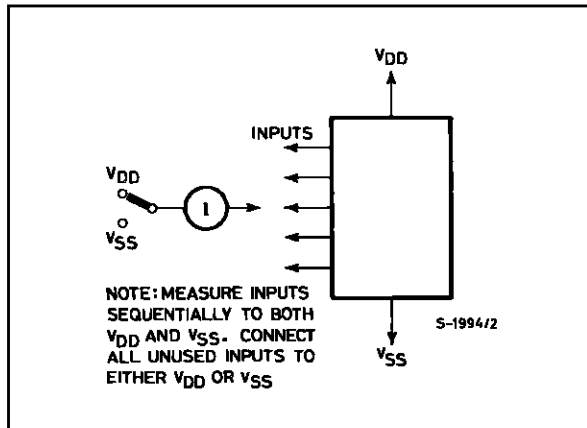 VDD
INPUTS
VDD
I
VSS
NOTE: MEASURE INPUTS
SEQUENTIALLY TO BOTH
VDD AND VSS. CONNECT
ALL UNUSED INPUTS TO
EITHER VDD OR VSS
S-1994/2
VSS